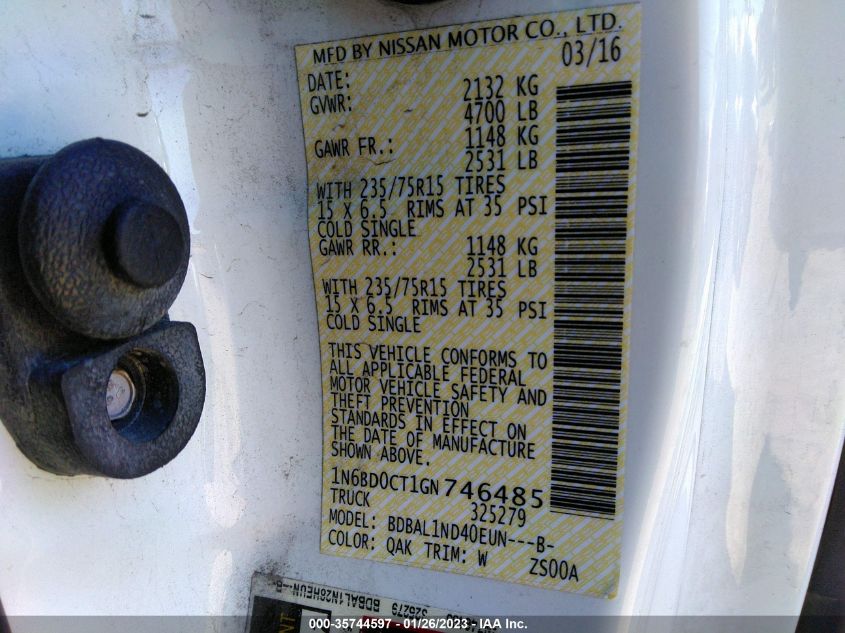 MFD BY NISSAN MOTOR CO., LTD.
DATE: 03/16
GVWR: 2132 KG
4700 LB
GAWR FR.: 1148 KG
2531 LB
WITH 235/75R15 TIRES
15 X 6.5 RIMS AT 35 PSI
COLD SINGLE
GAWR RR.: 1148 KG
2531 LB
WITH 235/75R15 TIRES
15 X 6.5 RIMS AT 35 PSI
COLD SINGLE
THIS VEHICLE CONFORMS TO
ALL APPLICABLE FEDERAL
MOTOR VEHICLE SAFETY AND
THEFT PREVENTION
STANDARDS IN EFFECT ON
THE DATE OF MANUFACTURE
SHOWN ABOVE.
1N6BD0CT1GN746485
TRUCK 325279
MODEL: BDBAL1ND40EUN---B-
COLOR: QAK TRIM: W ZS00A
000-35744597 - 01/26/2023 - IAA Inc.